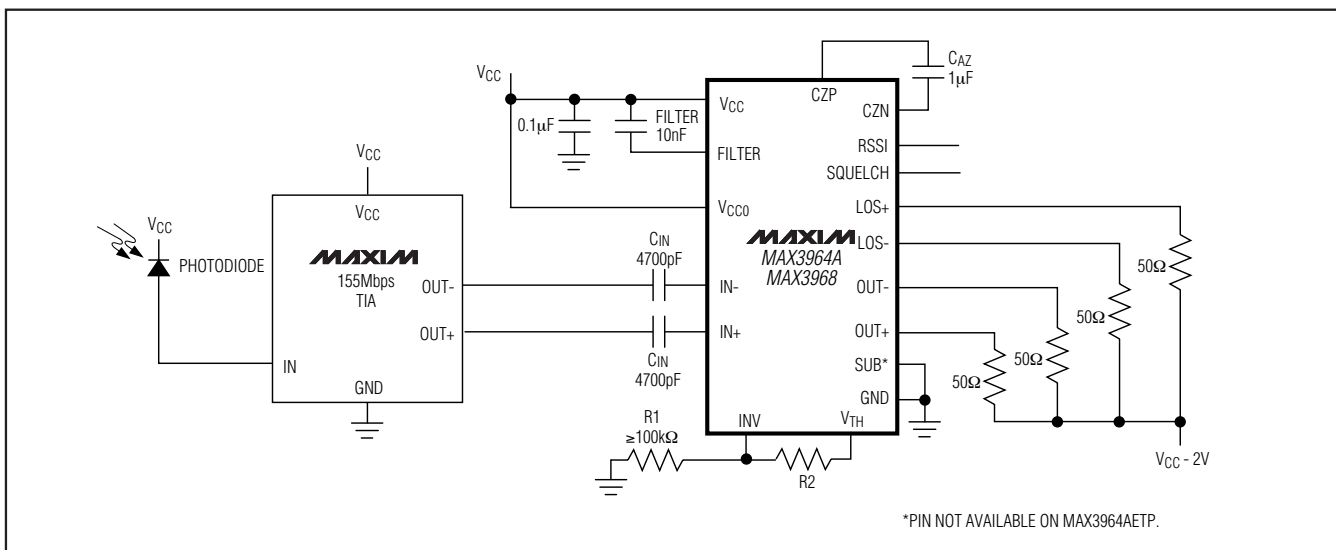 VCC
0.1μF
FILTER
10nF
VCC
FILTER
VCC0
CZP
CZN
CAZ
1μF
RSSI
SQUELCH
LOS+
LOS-
OUT-
OUT+
SUB*
GND
VTH
INV
IN-
IN+
MAXIM
MAX3964A
MAX3968
VCC
VCC
MAXIM
155Mbps
TIA
OUT-
OUT+
IN
GND
VCC
PHOTODIODE
CIN
4700pF
CIN
4700pF
R1
≥100kΩ
R2
50Ω
50Ω
50Ω
50Ω
VCC - 2V
*PIN NOT AVAILABLE ON MAX3964AETP.